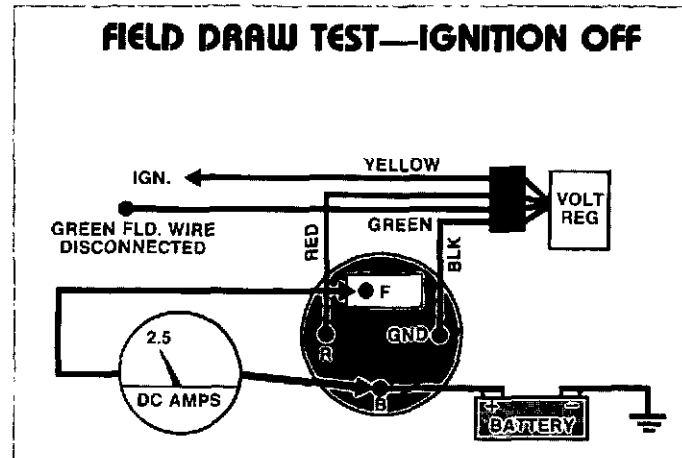 FIELD DRAW TEST—IGNITION OFF
YELLOW
IGN.
VOLT
REG
GREEN FLD. WIRE
DISCONNECTED
GREEN
RED
BLK
F
2.5
R
GND
DC AMPS
B
+
−
BATTERY